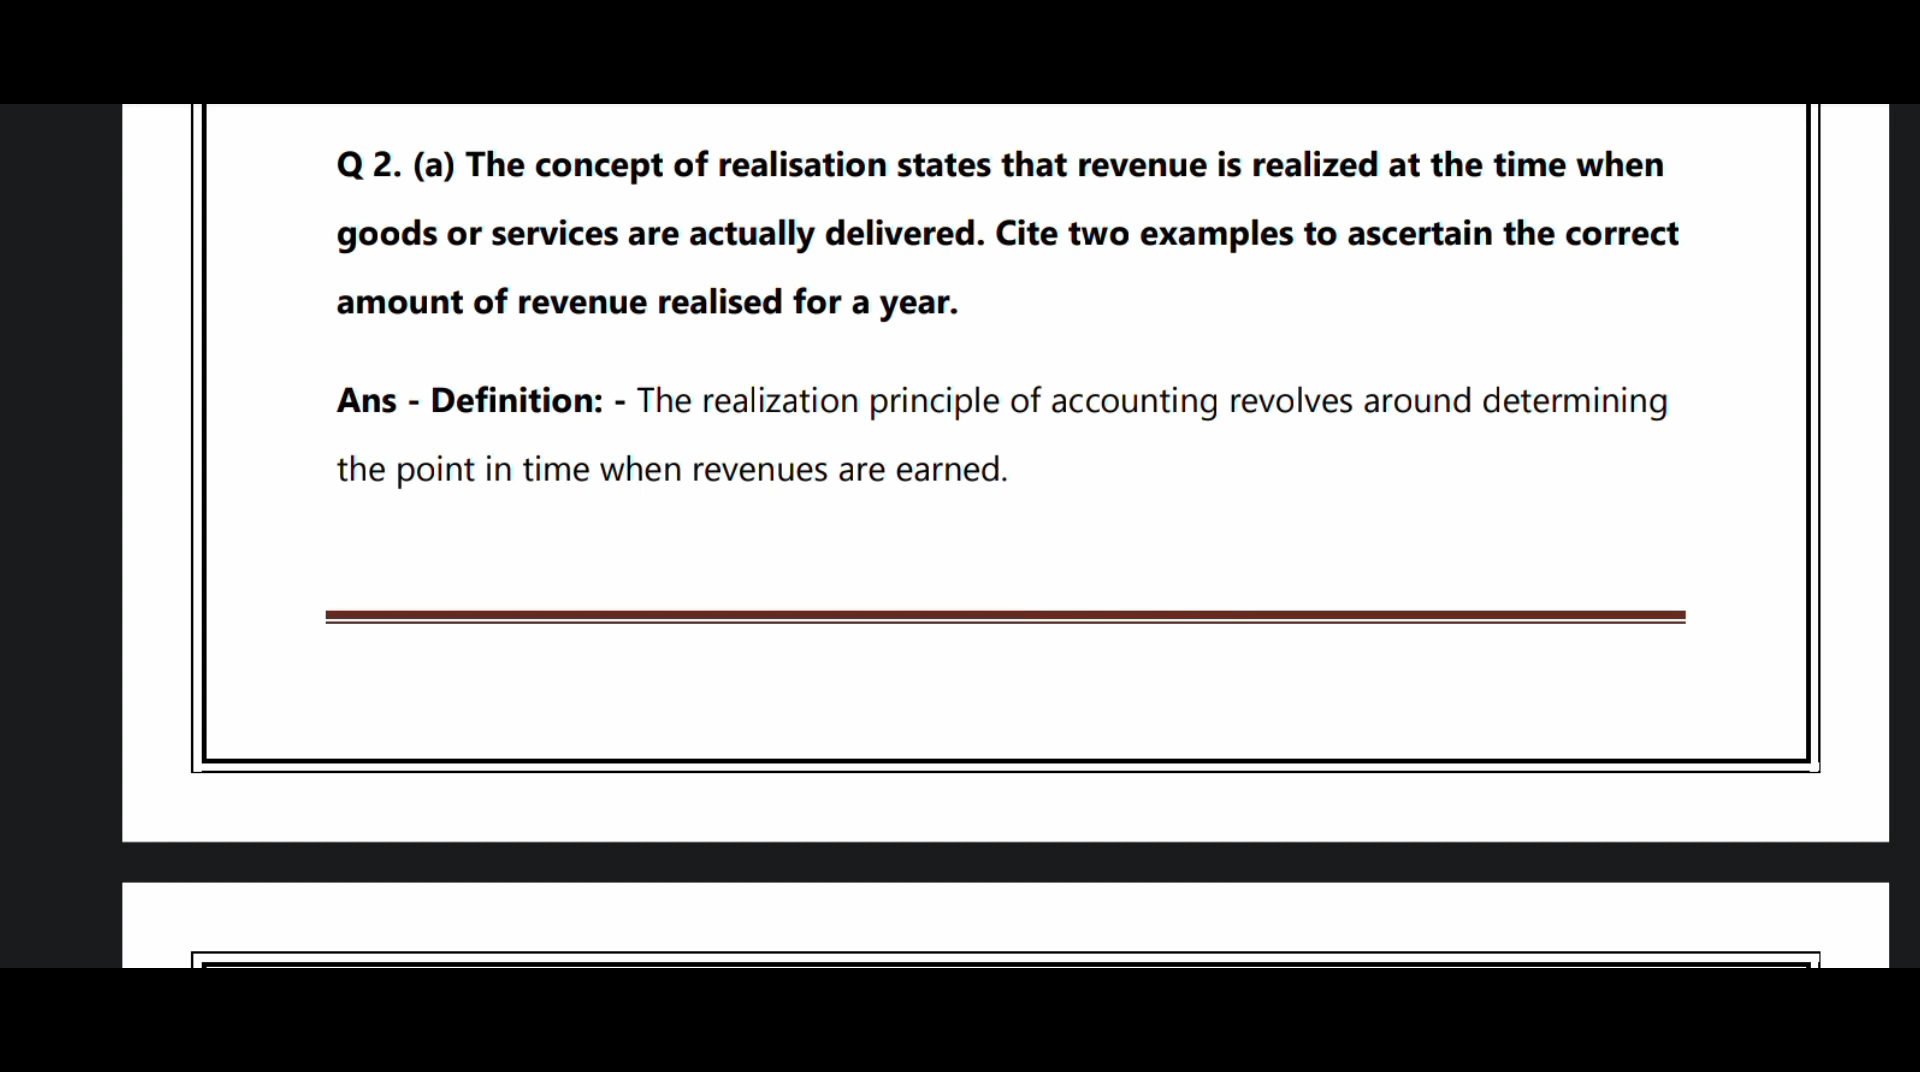 Q 2. (a) The concept of realisation states that revenue is realized at the time when
goods or services are actually delivered. Cite two examples to ascertain the correct
amount of revenue realised for a year.
Ans - Definition: - The realization principle of accounting revolves around determining
the point in time when revenues are earned.